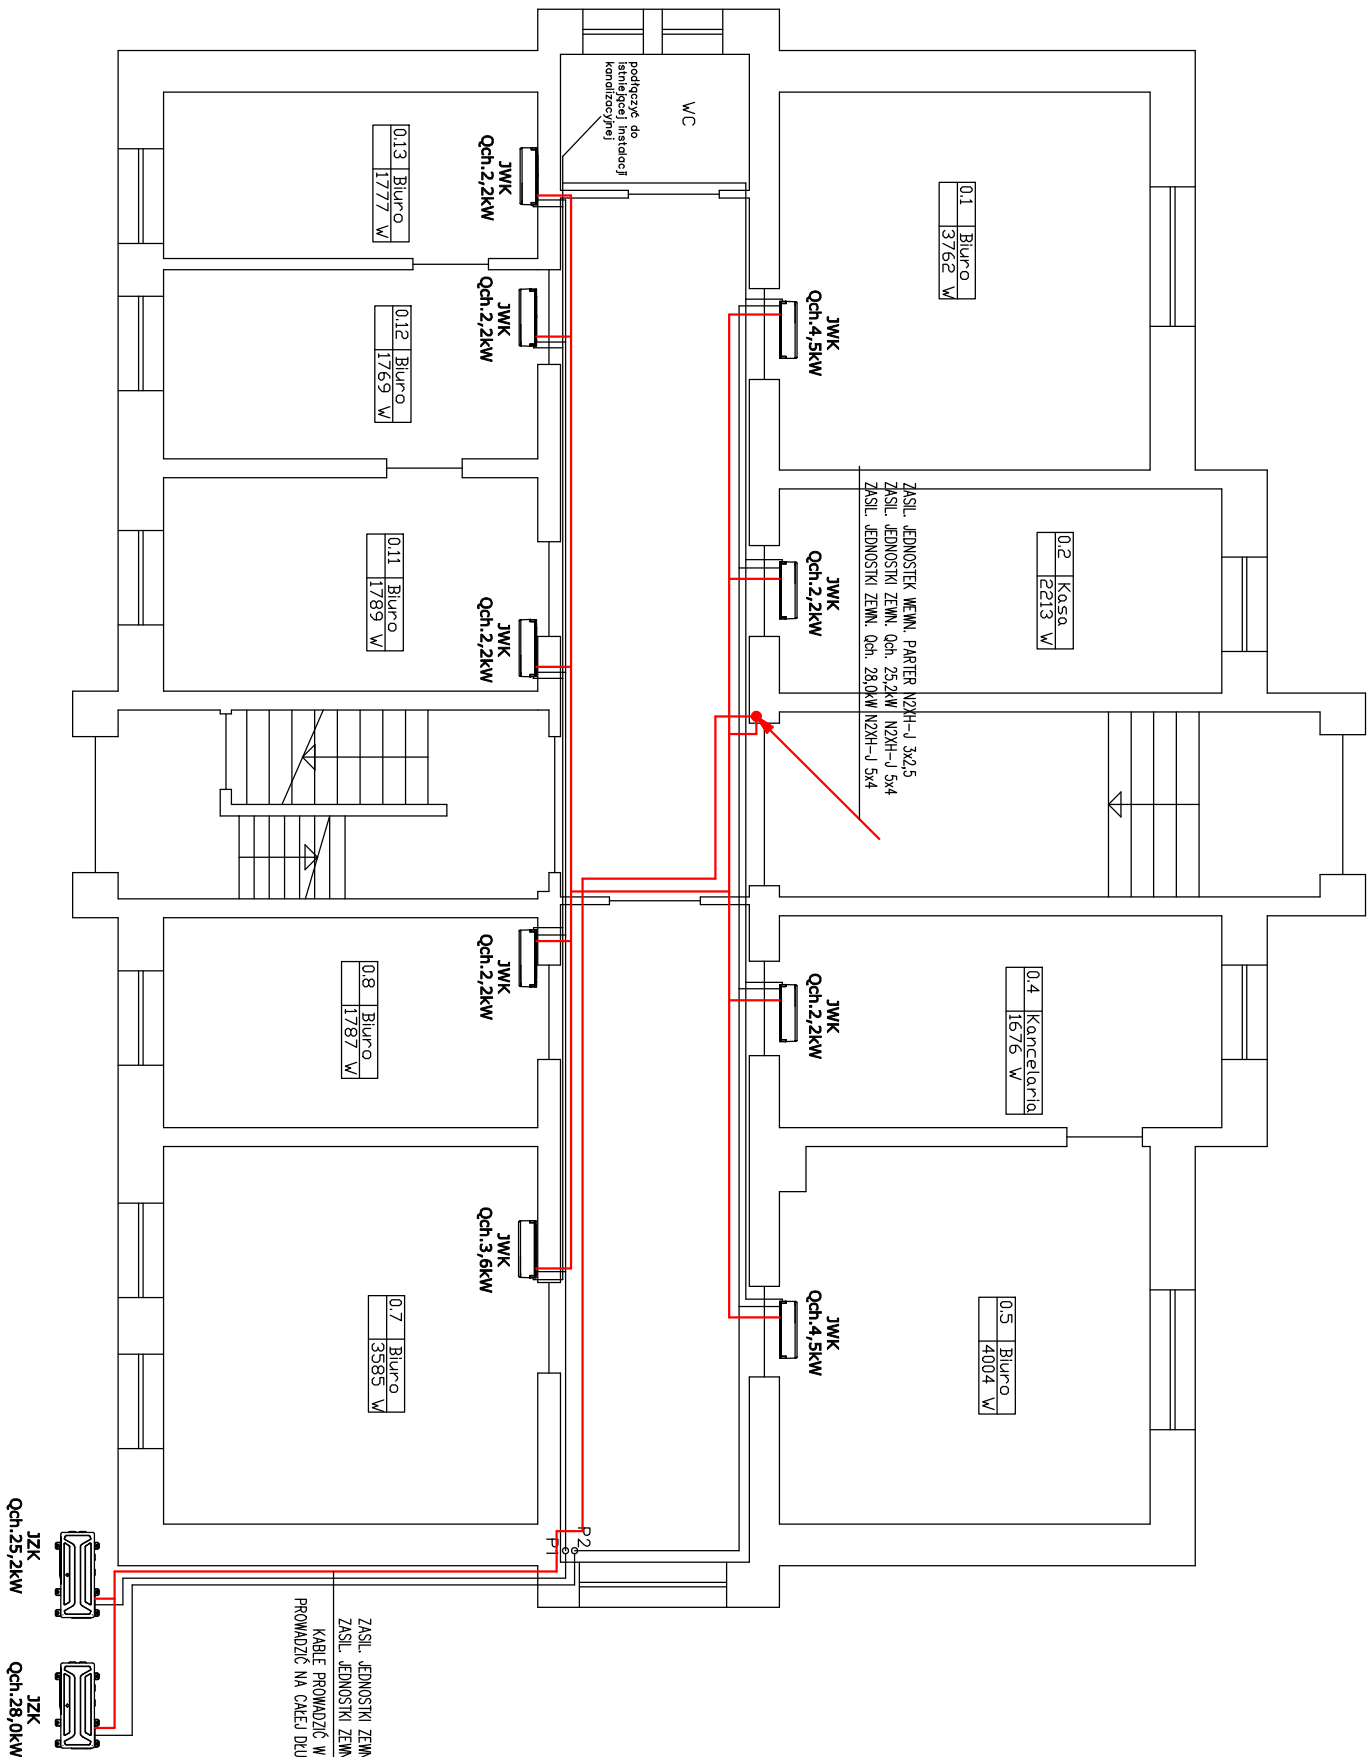 WC
podłączyć do
istniejącej instalacji
kanalizacyjnej
0.1 Biuro
3762 W
JWK
Qch.4,5kW
0.13 Biuro
1777 W
JWK
Qch.2,2kW
0.12 Biuro
1769 W
JWK
Qch.2,2kW
0.2 Kasa
2213 W
JWK
Qch.2,2kW
ZASIL. JEDNOSTEK WEWN. PARTER N2XH-J 3x2,5
ZASIL. JEDNOSTKI ZEWN. Qch. 25,2kW N2XH-J 5x4
ZASIL. JEDNOSTKI ZEWN. Qch. 28,0kW N2XH-J 5x4
0.11 Biuro
1789 W
JWK
Qch.2,2kW
0.4 Kancelaria
1676 W
JWK
Qch.2,2kW
0.8 Biuro
1787 W
JWK
Qch.2,2kW
0.5 Biuro
4004 W
JWK
Qch.4,5kW
0.7 Biuro
3585 W
JWK
Qch.3,6kW
P2
P1
ZASIL. JEDNOSTKI ZEWN
ZASIL. JEDNOSTKI ZEWN
KABLE PROWADZIĆ W
PROWADZIĆ NA CAŁEJ DŁU
JZK
Qch.25,2kW
JZK
Qch.28,0kW